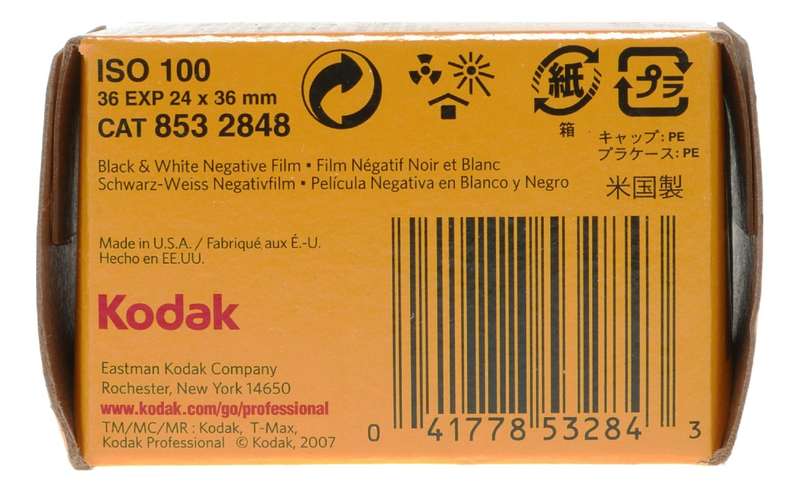 ISO 100
36 EXP 24 x 36 mm
CAT 853 2848
紙
箱
プラ
キャップ：PE
プラケース：PE
Black & White Negative Film ▪ Film Négatif Noir et Blanc
Schwarz-Weiss Negativfilm ▪ Película Negativa en Blanco y Negro
米国製
Made in U.S.A. / Fabriqué aux É.-U.
Hecho en EE.UU.
Kodak
Eastman Kodak Company
Rochester, New York 14650
www.kodak.com/go/professional
TM/MC/MR : Kodak, T-Max,
Kodak Professional © Kodak, 2007
0 41778 53284 3